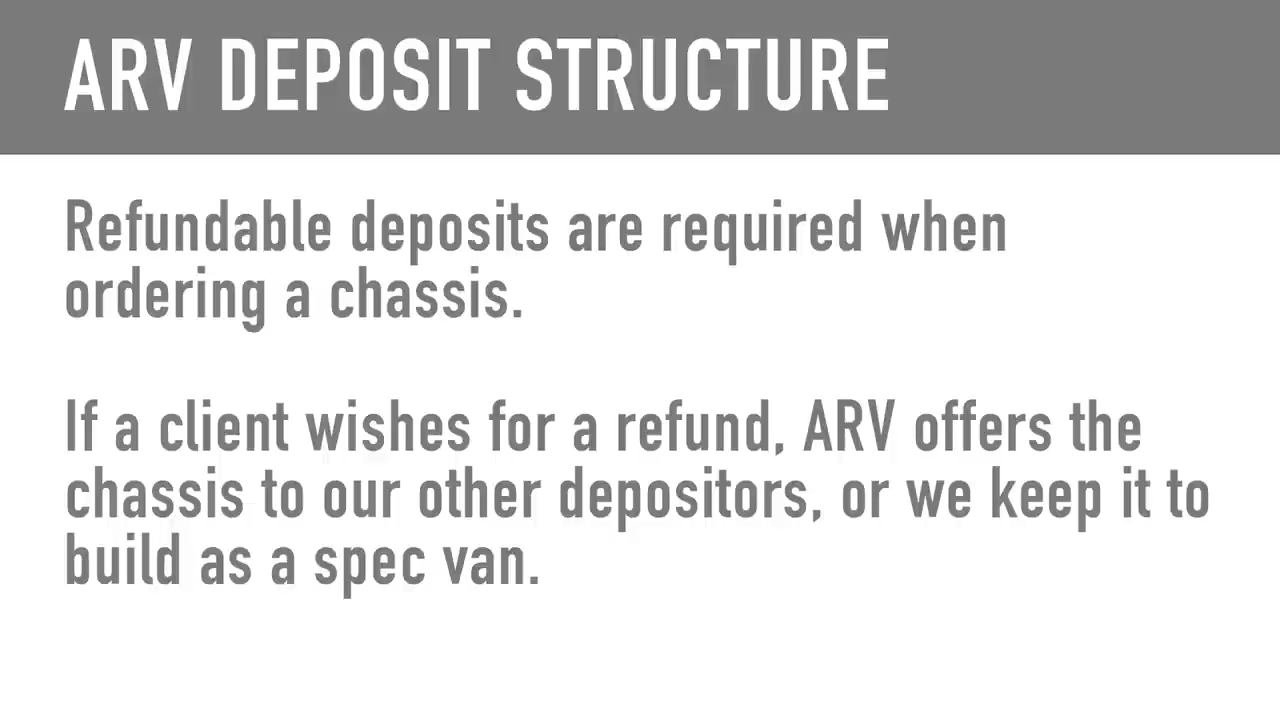 ARV DEPOSIT STRUCTURE
Refundable deposits are required when
ordering a chassis.
If a client wishes for a refund, ARV offers the
chassis to our other depositors, or we keep it to
build as a spec van.